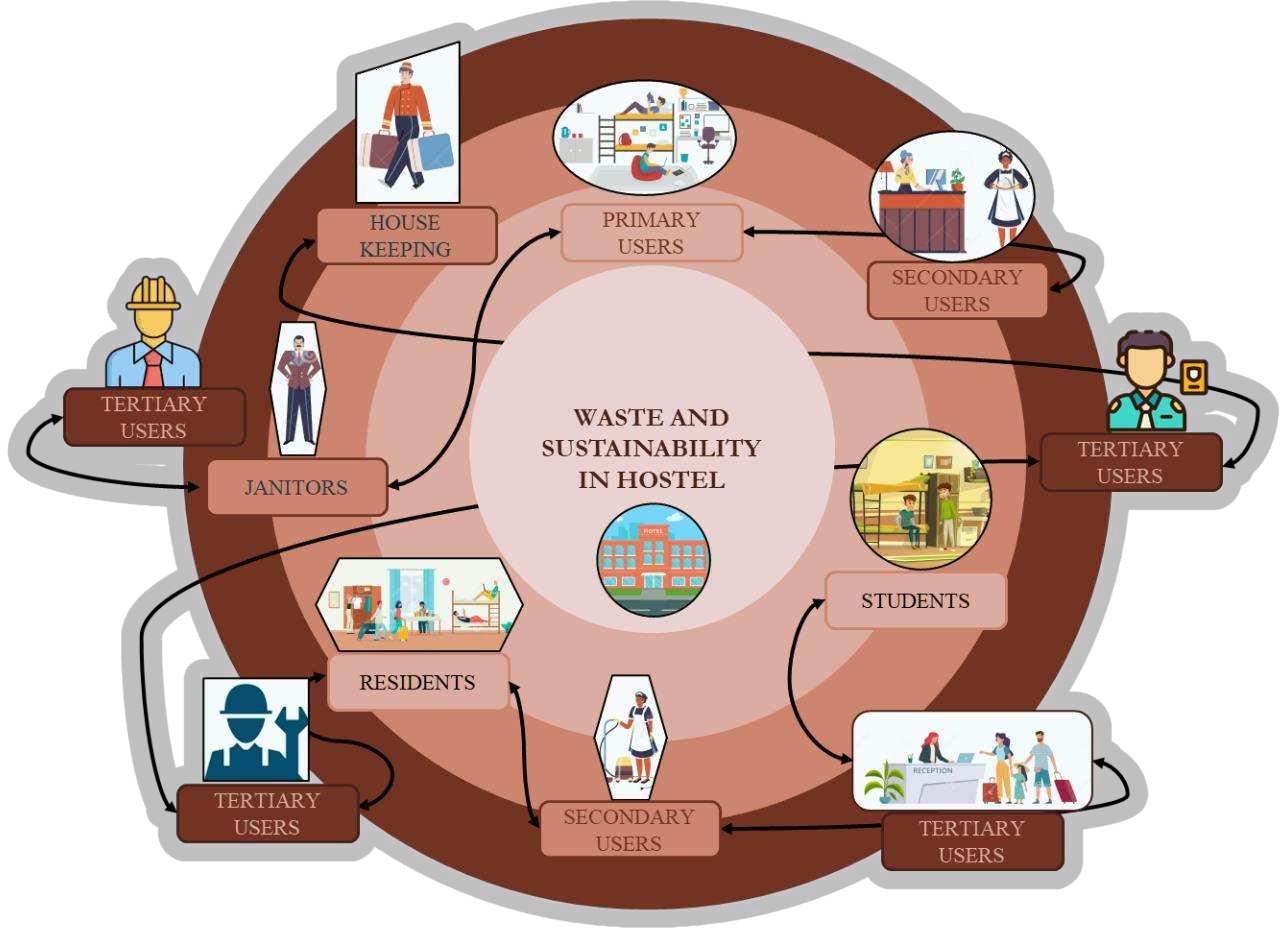 HOUSE
KEEPING
PRIMARY
USERS
SECONDARY
USERS
TERTIARY
USERS
JANITORS
WASTE AND
SUSTAINABILITY
IN HOSTEL
HOTEL
TERTIARY
USERS
STUDENTS
RESIDENTS
TERTIARY
USERS
SECONDARY
USERS
RECEPTION
TERTIARY
USERS